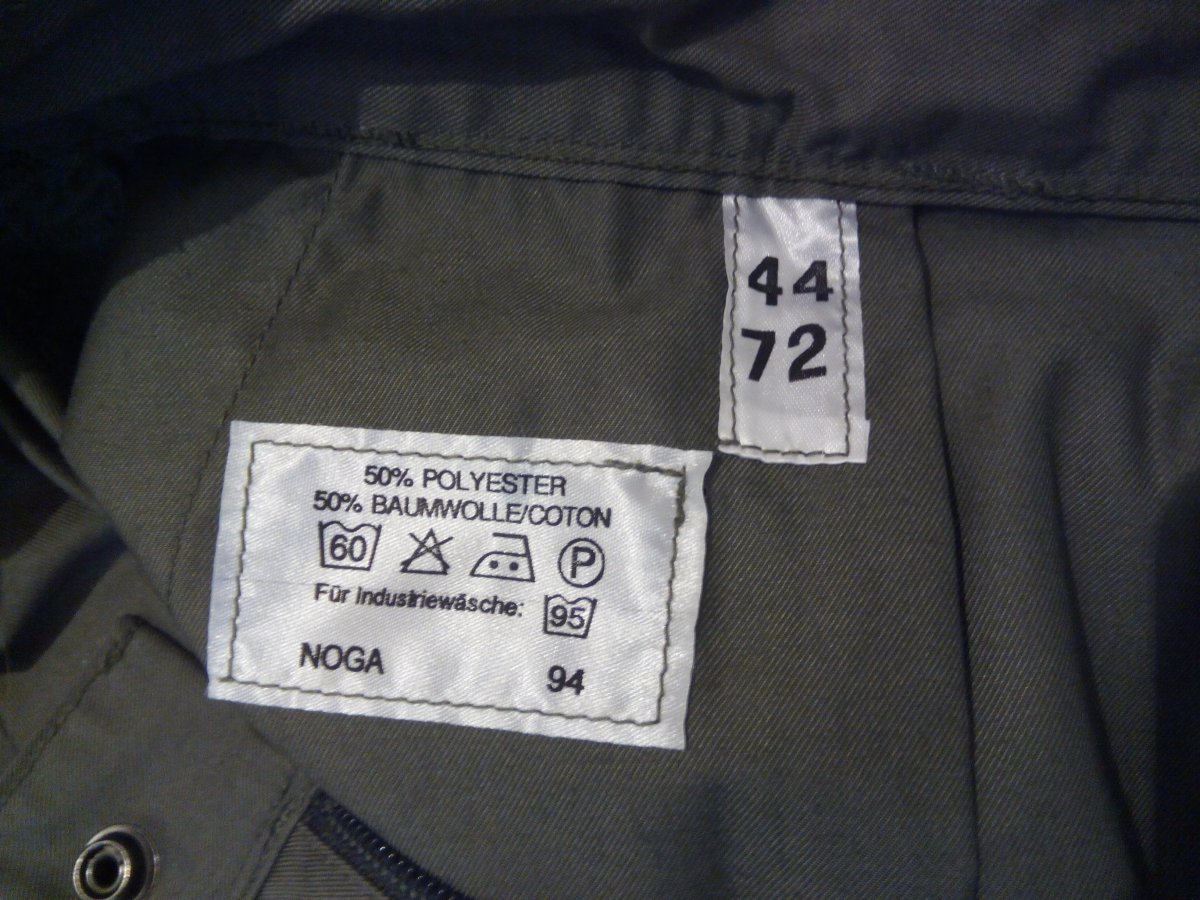 44
72
50% POLYESTER
50% BAUMWOLLE/COTON
60 P
Für Industriewäsche: 95
NOGA 94